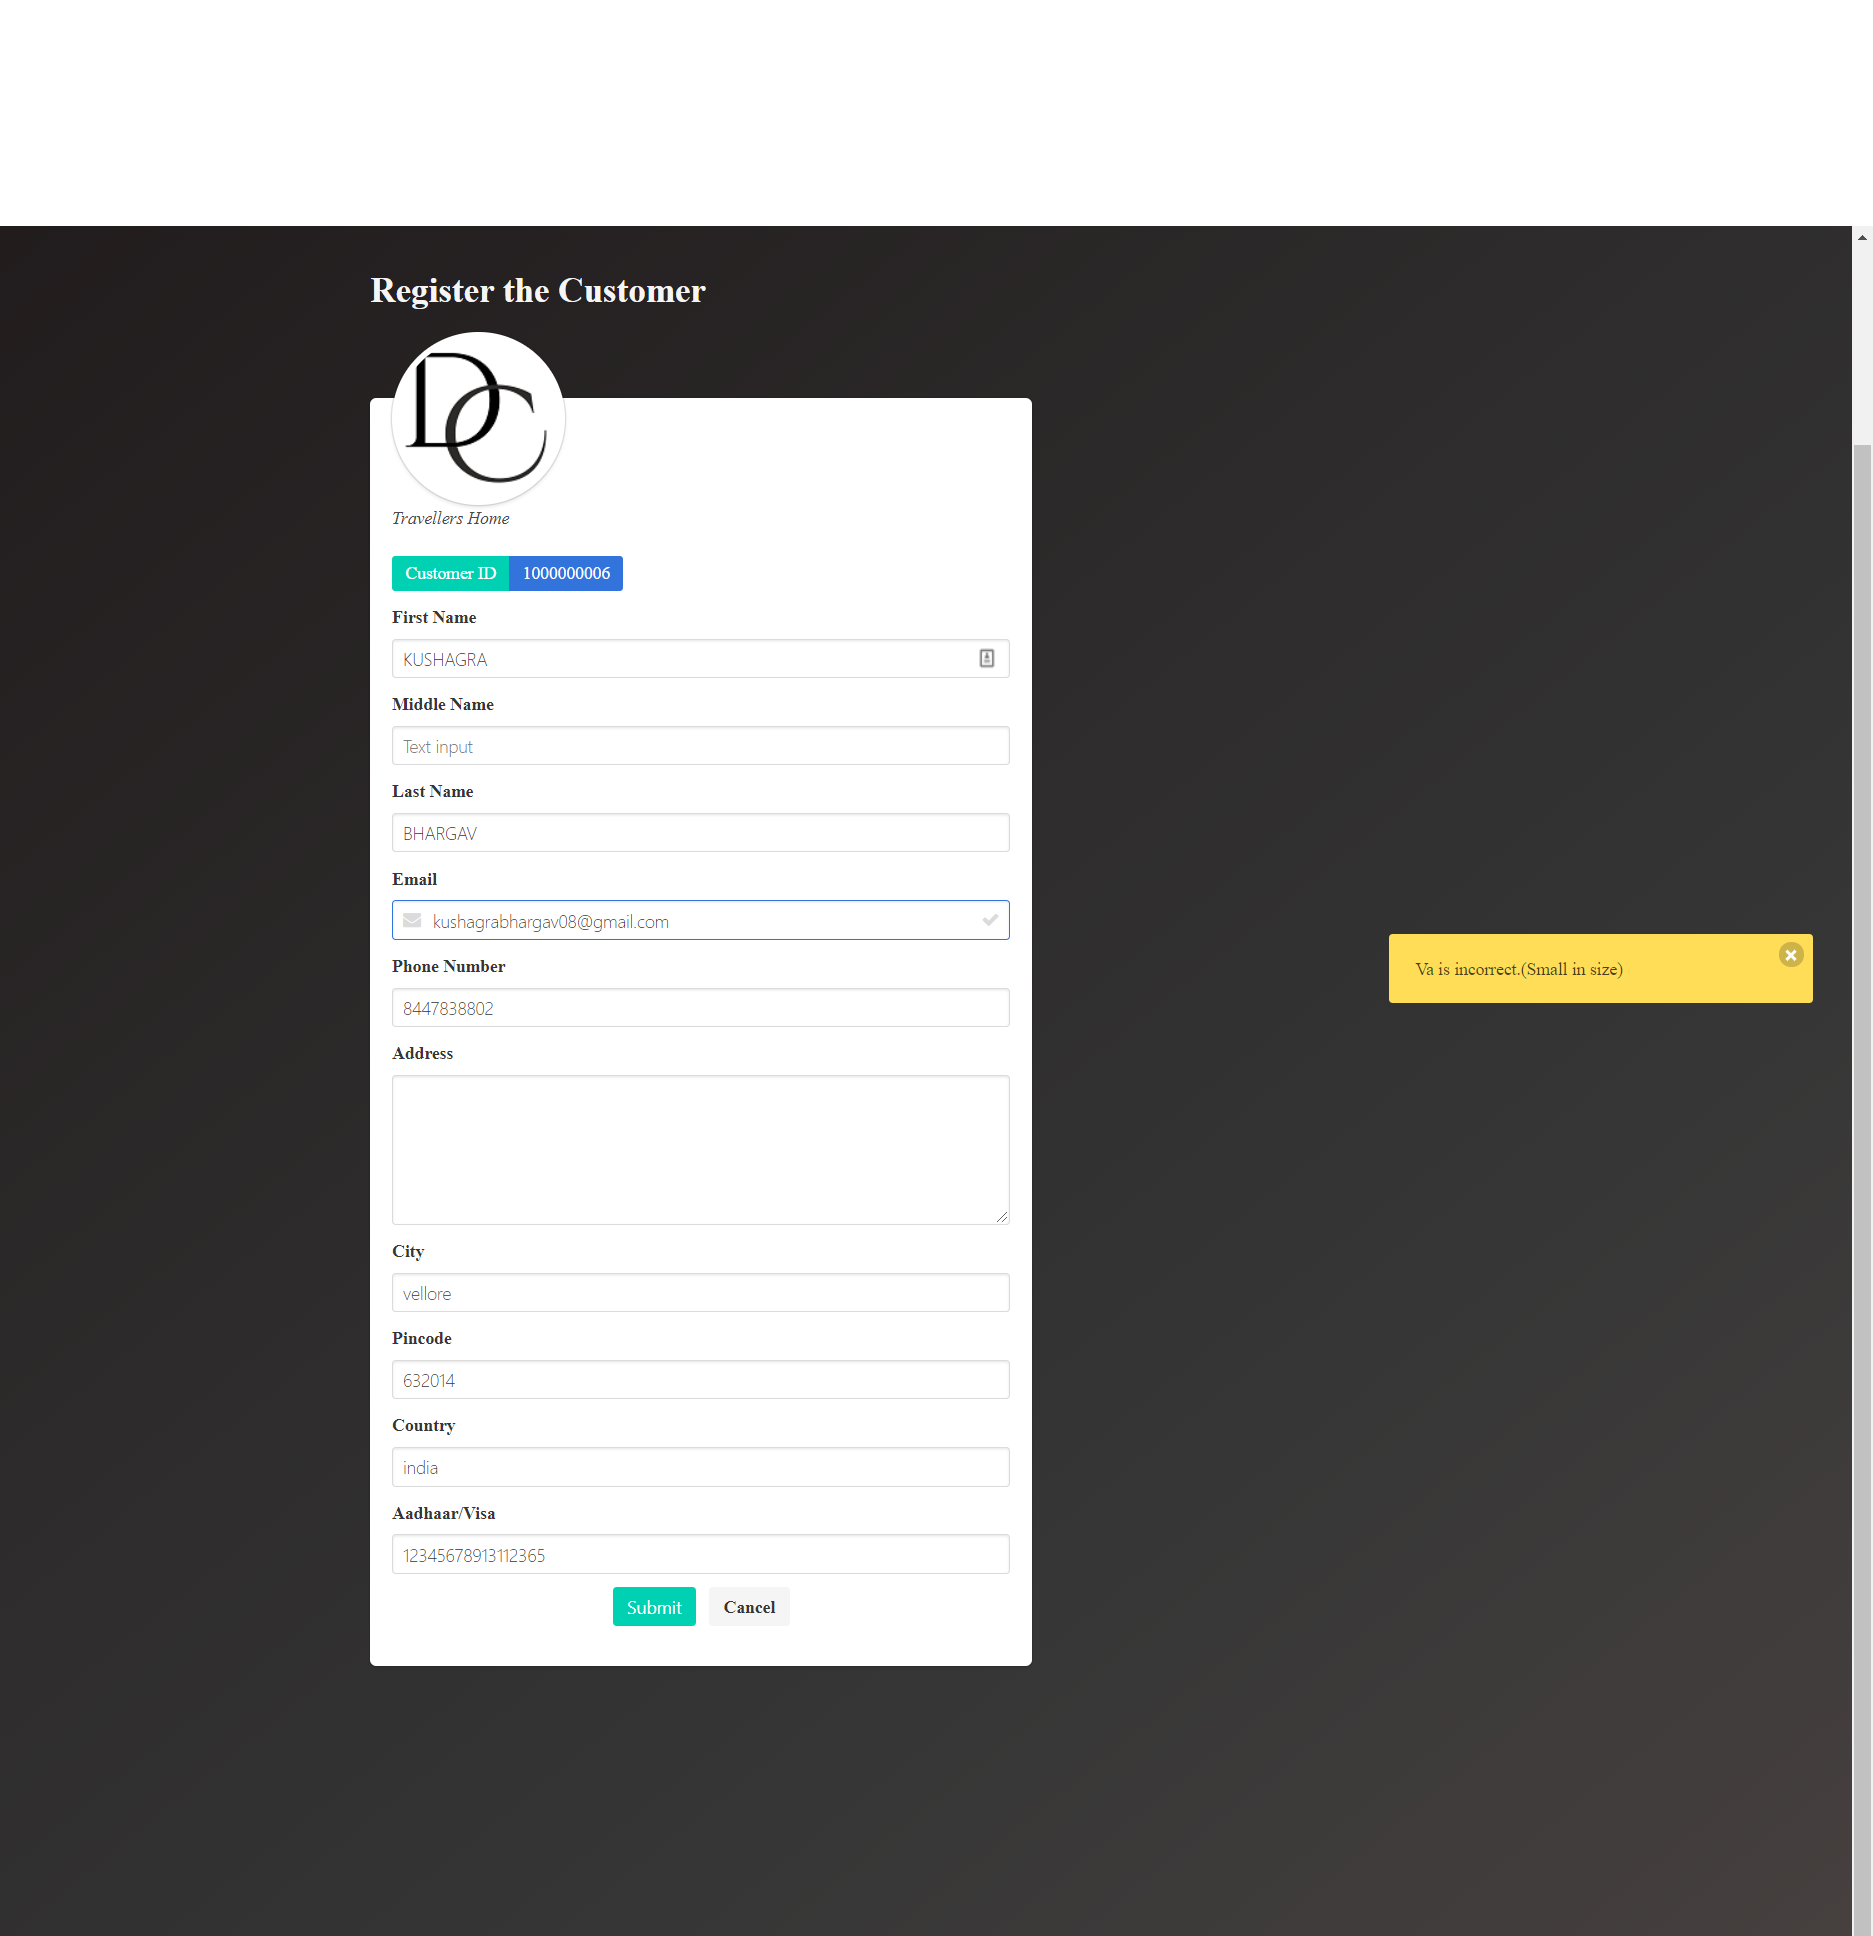 Register the Customer
DC
Travellers Home
Customer ID 1000000006
First Name
KUSHAGRA
Middle Name
Text input
Last Name
BHARGAV
Email
kushagrabhargav08@gmail.com
Va is incorrect.(Small in size)
Phone Number
8447838802
Address
City
vellore
Pincode
632014
Country
india
Aadhaar/Visa
12345678913112365
Submit Cancel